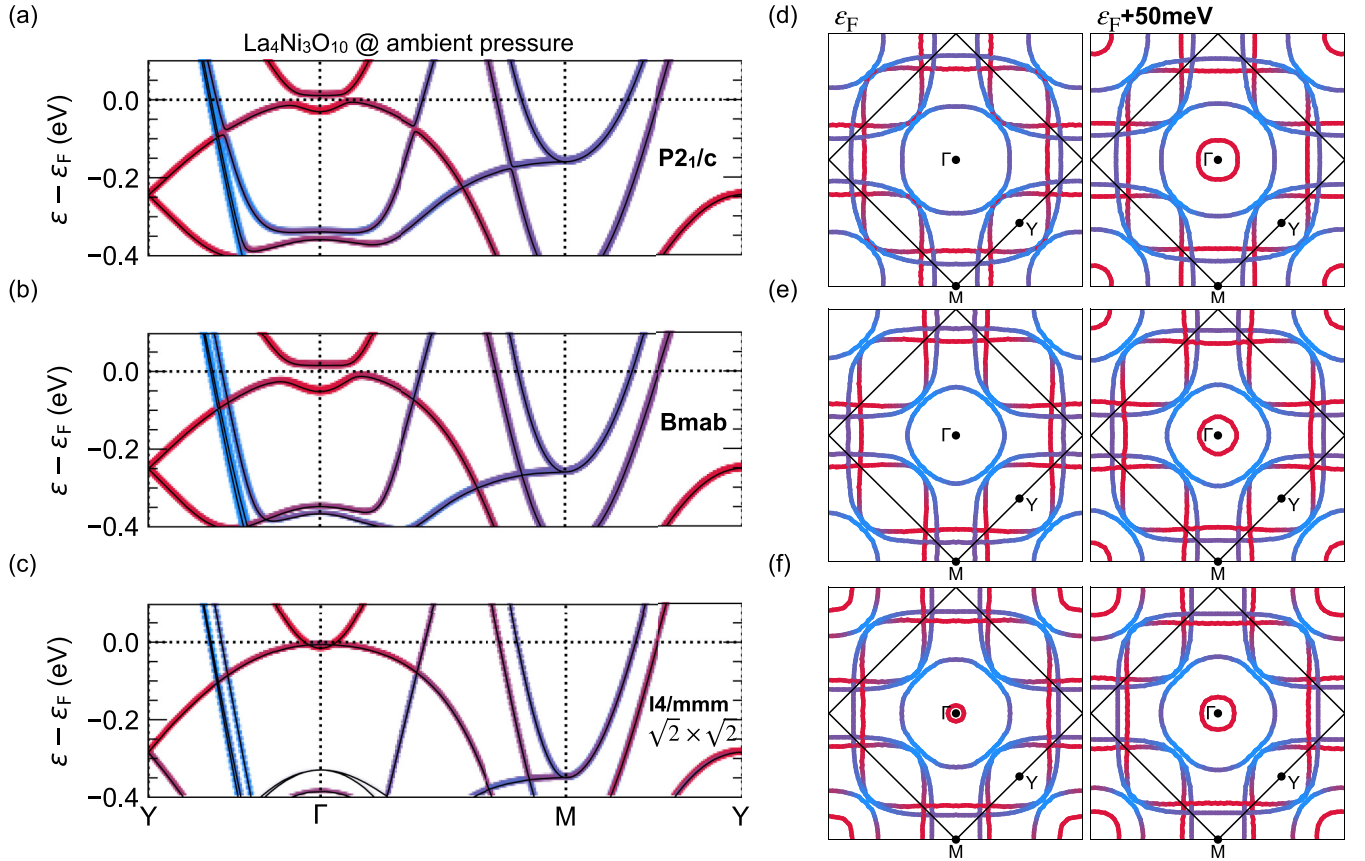 (a)
La₄Ni₃O₁₀ @ ambient pressure
0.0
−0.2
−0.4
ε − εF (eV)
P2₁/c
(b)
0.0
−0.2
−0.4
ε − εF (eV)
Bmab
(c)
0.0
−0.2
−0.4
ε − εF (eV)
I4/mmm
√2 × √2
Y Γ M Y
(d) εF εF+50meV
Γ Γ
Y Y
M M
(e)
Γ Γ
Y Y
M M
(f)
Γ Γ
Y Y
M M